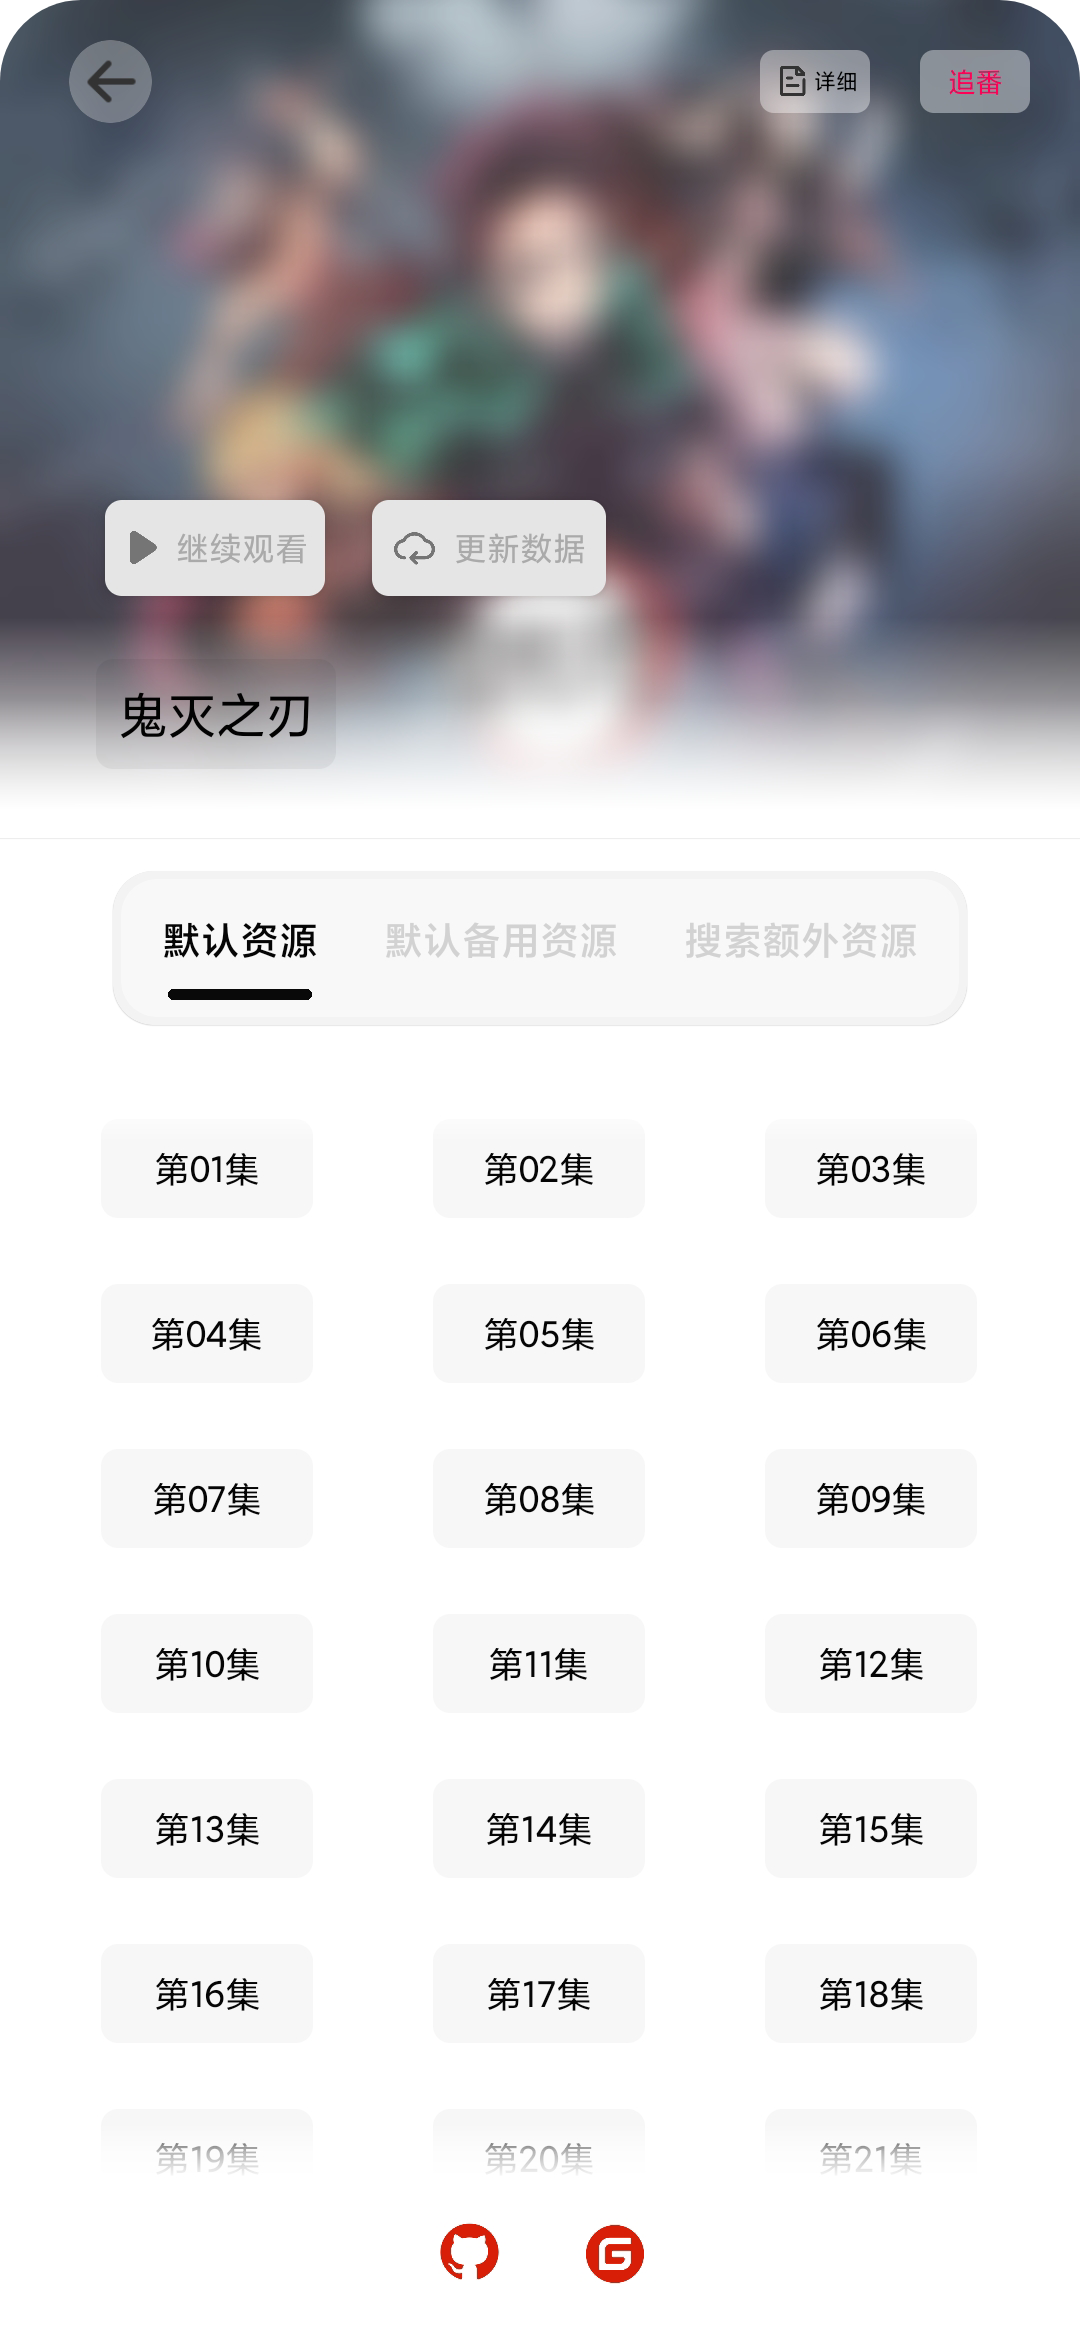 详细
追番
继续观看
更新数据
鬼灭之刃
默认资源
默认备用资源
搜索额外资源
第01集
第02集
第03集
第04集
第05集
第06集
第07集
第08集
第09集
第10集
第11集
第12集
第13集
第14集
第15集
第16集
第17集
第18集
第19集
第20集
第21集